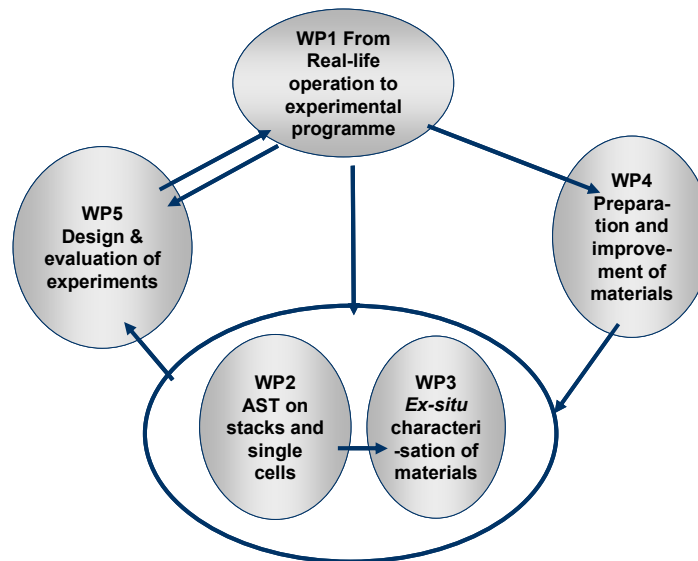 WP1 From
Real-life
operation to
experimental
programme
WP5
Design &
evaluation of
experiments
WP4
Prepara-
tion and
improve-
ment of
materials
WP2
AST on
stacks and
single
cells
WP3
Ex-situ
characteri
-sation of
materials